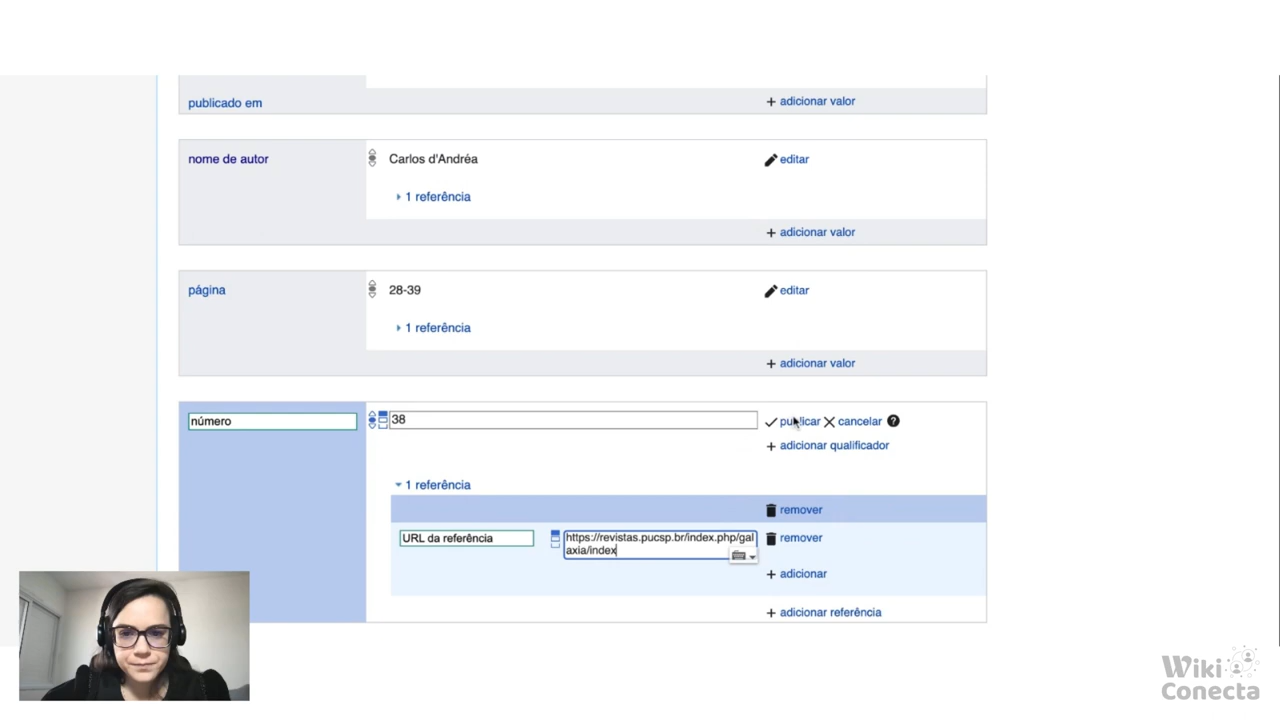 publicado em
+ adicionar valor
nome de autor
Carlos d'Andréa
editar
1 referência
+ adicionar valor
página
28-39
editar
1 referência
+ adicionar valor
número
38
publicar
cancelar
+ adicionar qualificador
1 referência
remover
URL da referência
https://revistas.pucsp.br/index.php/gal
axia/index
remover
+ adicionar
+ adicionar referência
Wiki
Conecta